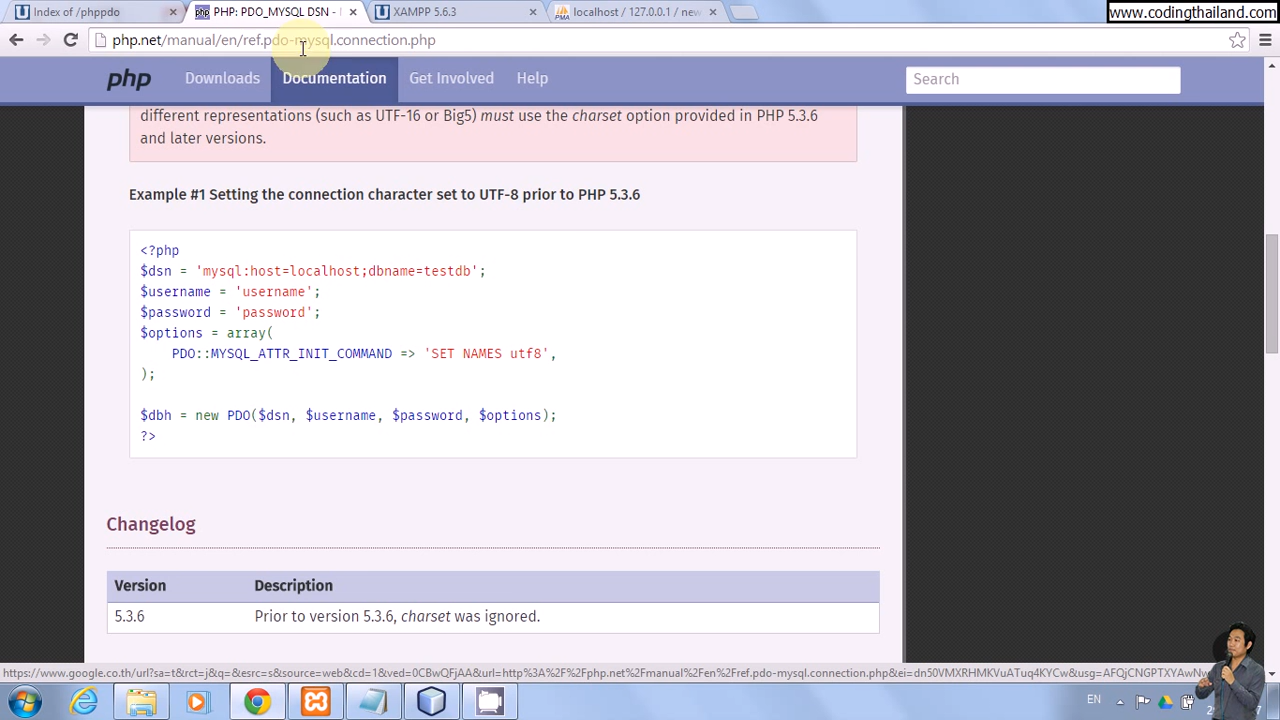 Index of /phppdo
PHP: PDO_MYSQL DSN -
XAMPP 5.6.3
localhost / 127.0.0.1 / new
www.codingthailand.com
php.net/manual/en/ref.pdo-mysql.connection.php
php
Downloads
Documentation
Get Involved
Help
Search
different representations (such as UTF-16 or Big5) must use the charset option provided in PHP 5.3.6
and later versions.
Example #1 Setting the connection character set to UTF-8 prior to PHP 5.3.6
<?php
$dsn = 'mysql:host=localhost;dbname=testdb';
$username = 'username';
$password = 'password';
$options = array(
    PDO::MYSQL_ATTR_INIT_COMMAND => 'SET NAMES utf8',
);
$dbh = new PDO($dsn, $username, $password, $options);
?>
Changelog
Version Description
5.3.6 Prior to version 5.3.6, charset was ignored.
EN